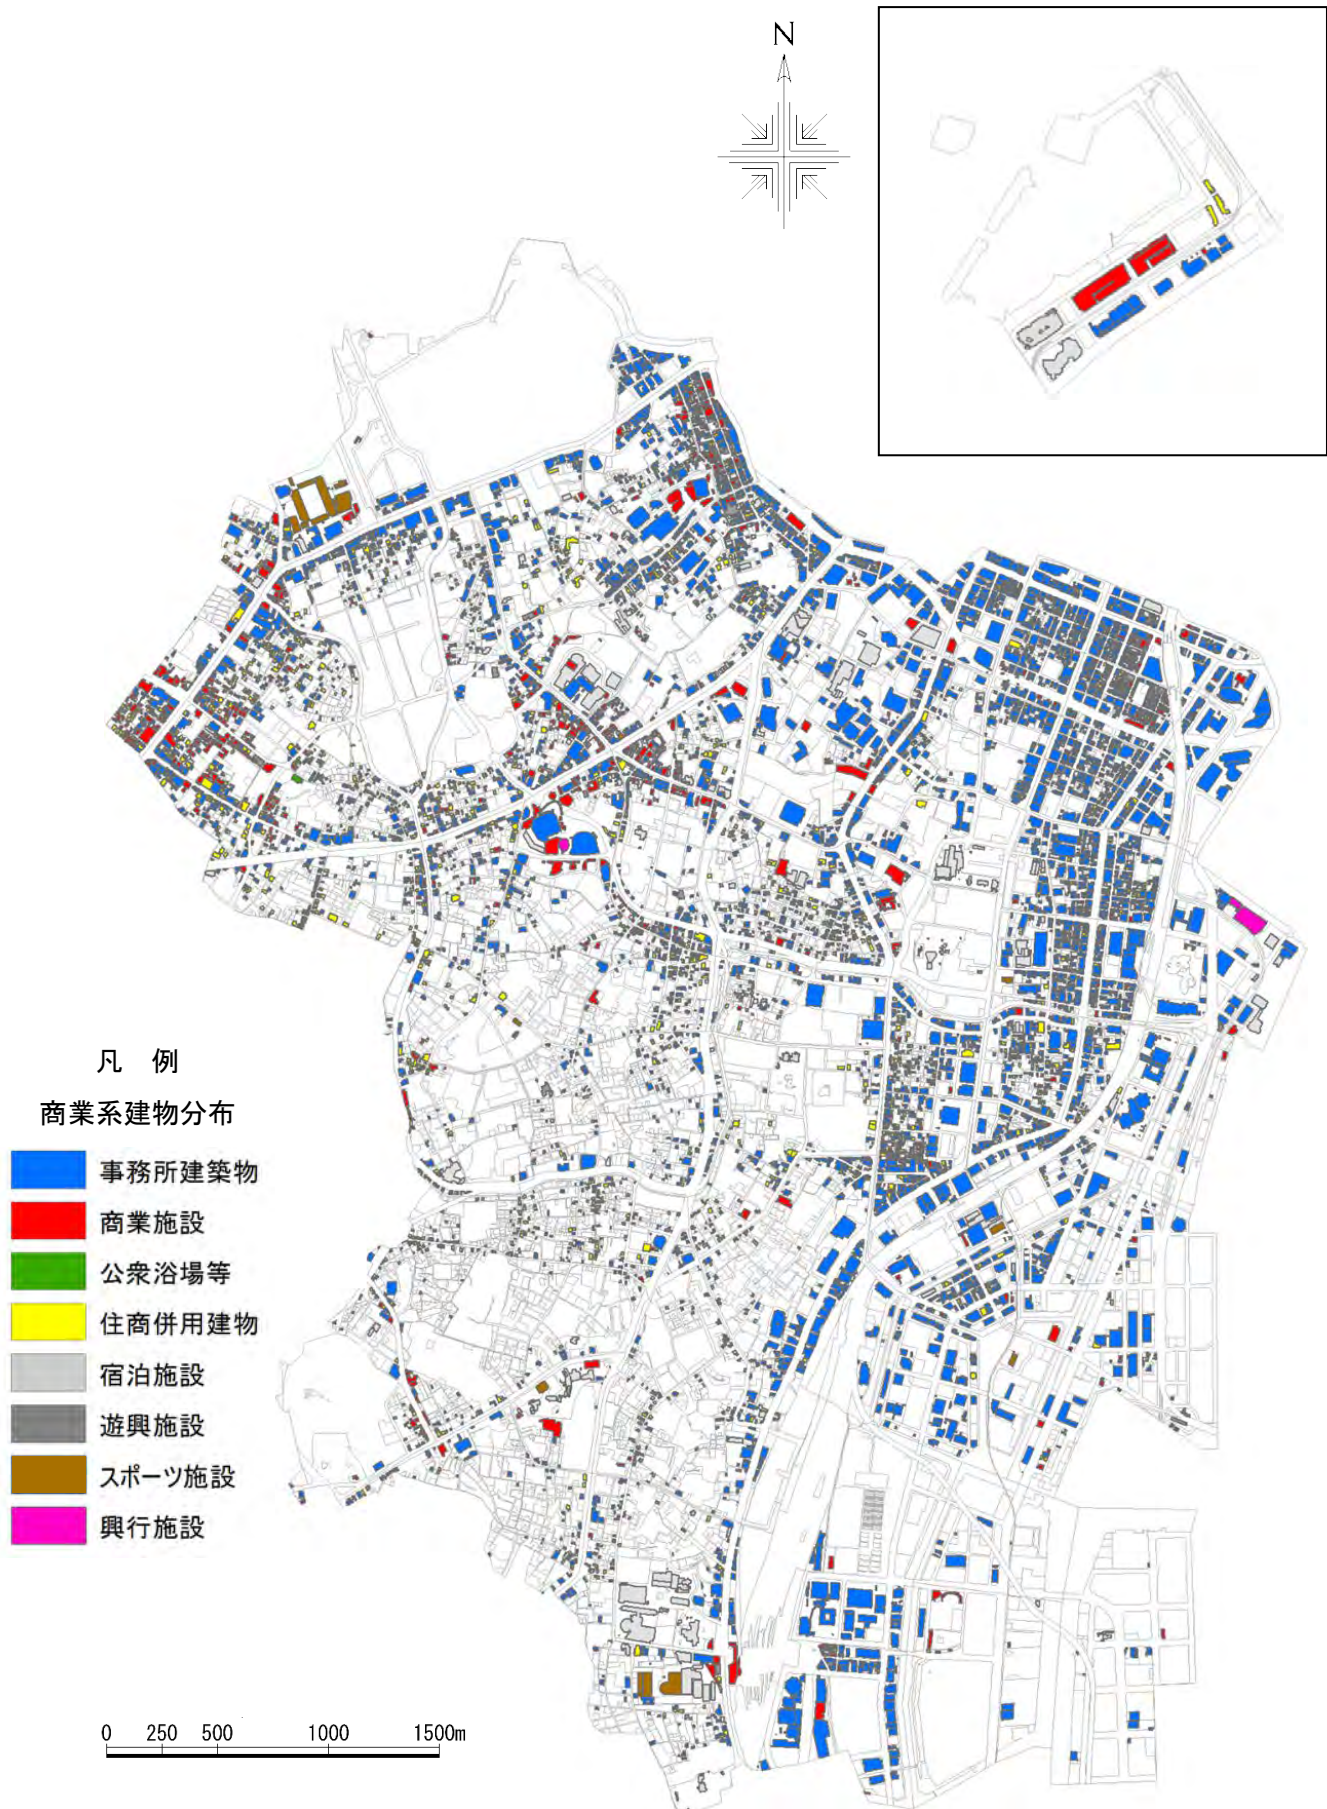 N
凡 例
商業系建物分布
事務所建築物
商業施設
公衆浴場等
住商併用建物
宿泊施設
遊興施設
スポーツ施設
興行施設
0 250 500 1000 1500m